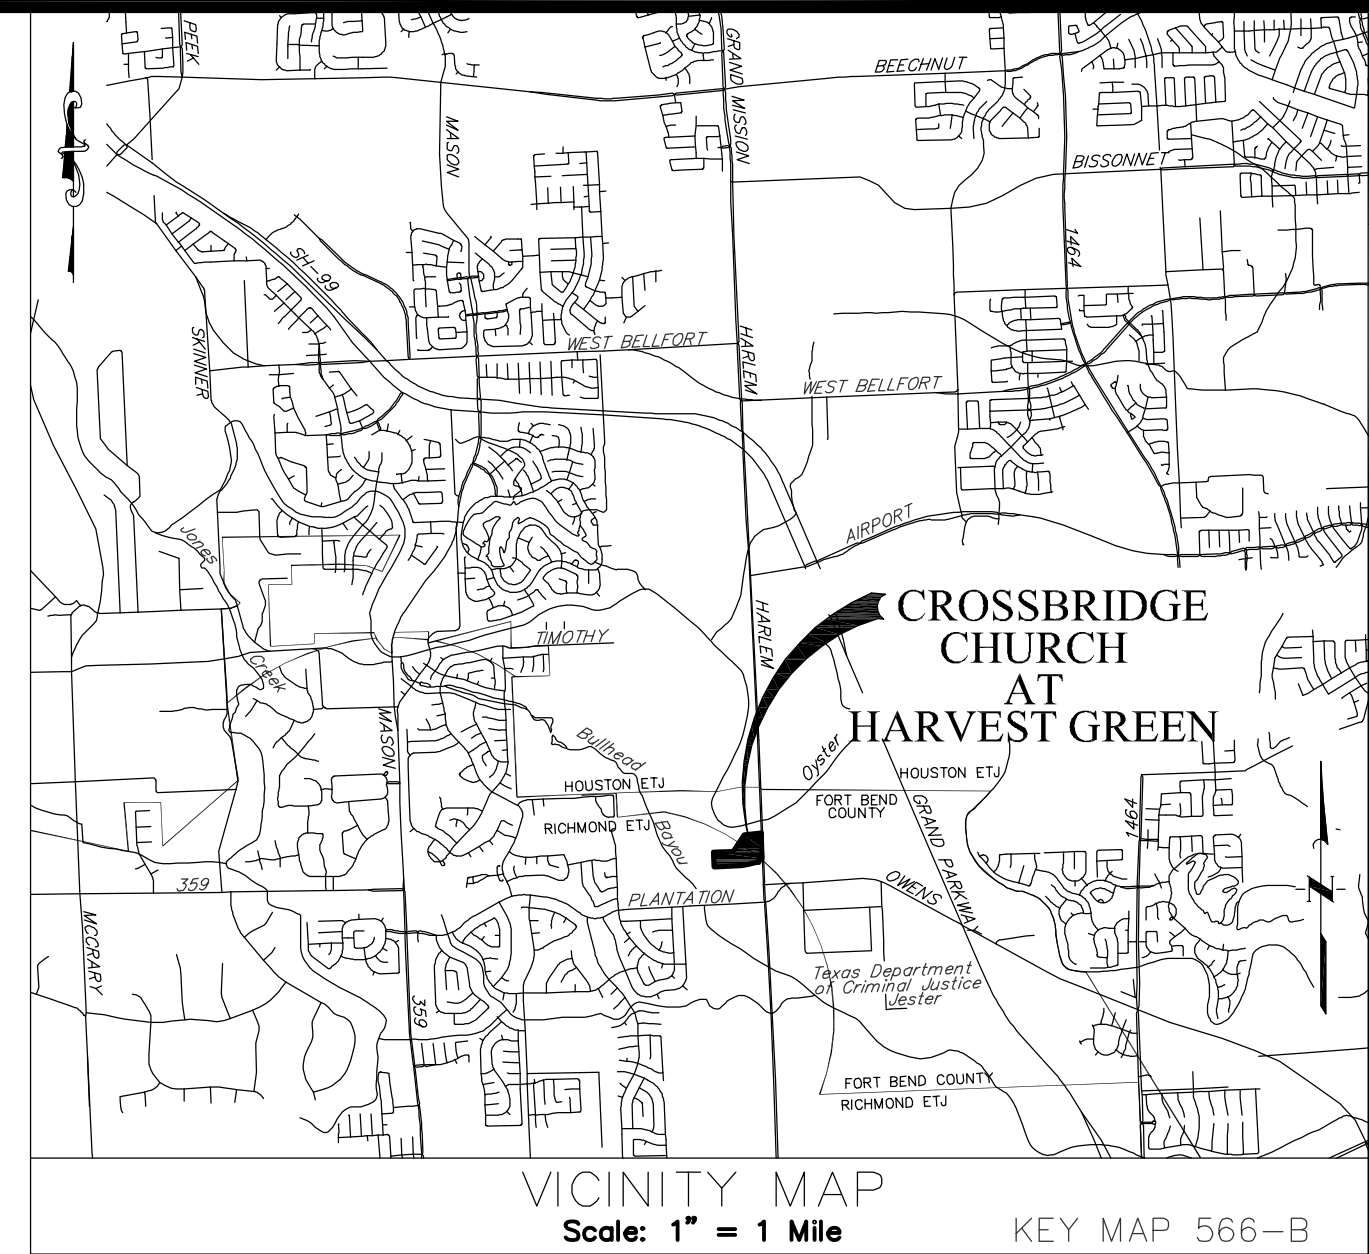 PEEK
GRAND MISSION
BEECHNUT
MASON
BISSONNET
1464
SH-99
SKINNER
WEST BELLFORT
HARLEM
WEST BELLFORT
AIRPORT
Jones
Creek
HARLEM
TIMOTHY
CROSSBRIDGE
CHURCH
AT
HARVEST GREEN
MASON
Bullhead
Bayou
Oyster
HOUSTON ETJ
HOUSTON ETJ
FORT BEND
COUNTY
RICHMOND ETJ
GRAND PARKWAY
1464
359
PLANTATION
OWENS
N
MCCRARY
359
Texas Department
of Criminal Justice
Jester
FORT BEND COUNTY
RICHMOND ETJ
VICINITY MAP
Scale: 1" = 1 Mile
KEY MAP 566-B